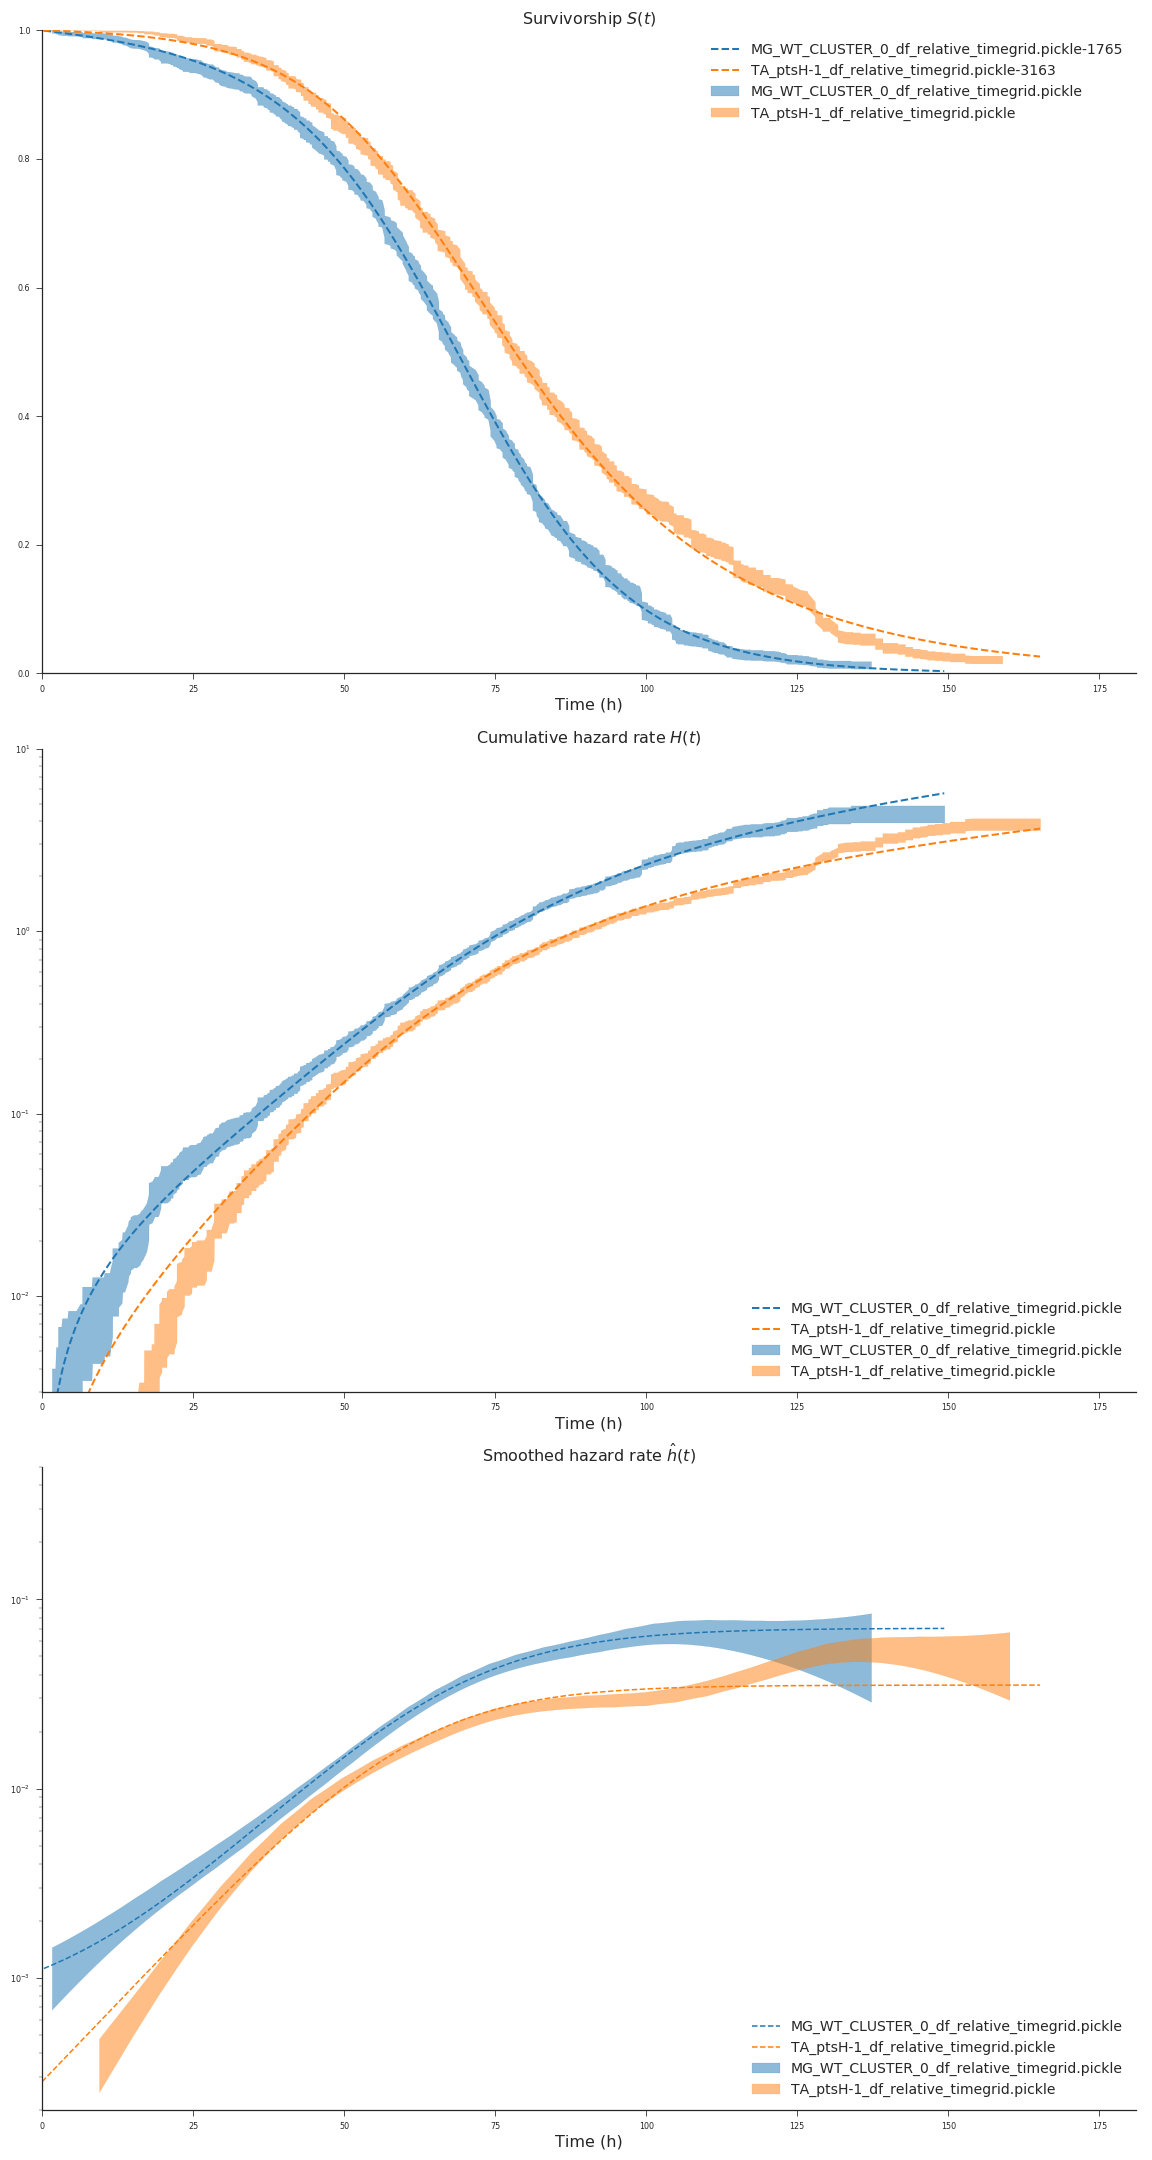 Survivorship S(t)
1.0
0.8
0.6
0.4
0.2
0.0
MG_WT_CLUSTER_0_df_relative_timegrid.pickle-1765
TA_ptsH-1_df_relative_timegrid.pickle-3163
MG_WT_CLUSTER_0_df_relative_timegrid.pickle
TA_ptsH-1_df_relative_timegrid.pickle
0 25 50 75 100 125 150 175
Time (h)
Cumulative hazard rate H(t)
10¹
10⁰
10⁻¹
10⁻²
MG_WT_CLUSTER_0_df_relative_timegrid.pickle
TA_ptsH-1_df_relative_timegrid.pickle
MG_WT_CLUSTER_0_df_relative_timegrid.pickle
TA_ptsH-1_df_relative_timegrid.pickle
0 25 50 75 100 125 150 175
Time (h)
Smoothed hazard rate ĥ(t)
10⁻¹
10⁻²
10⁻³
MG_WT_CLUSTER_0_df_relative_timegrid.pickle
TA_ptsH-1_df_relative_timegrid.pickle
MG_WT_CLUSTER_0_df_relative_timegrid.pickle
TA_ptsH-1_df_relative_timegrid.pickle
0 25 50 75 100 125 150 175
Time (h)